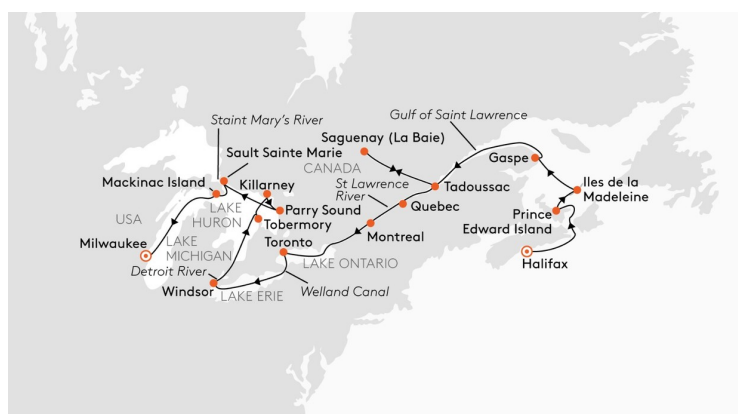 Gulf of Saint Lawrence
Staint Mary's River
Saguenay (La Baie)
Sault Sainte Marie
Gaspe
CANADA
Mackinac Island
Killarney
St Lawrence
River
Tadoussac
Iles de la
Madeleine
LAKE
HURON
Parry Sound
Quebec
Prince
Edward Island
USA
Tobermory
Montreal
Milwaukee
LAKE
MICHIGAN
Toronto
LAKE ONTARIO
Halifax
Detroit River
Windsor
LAKE ERIE
Welland Canal